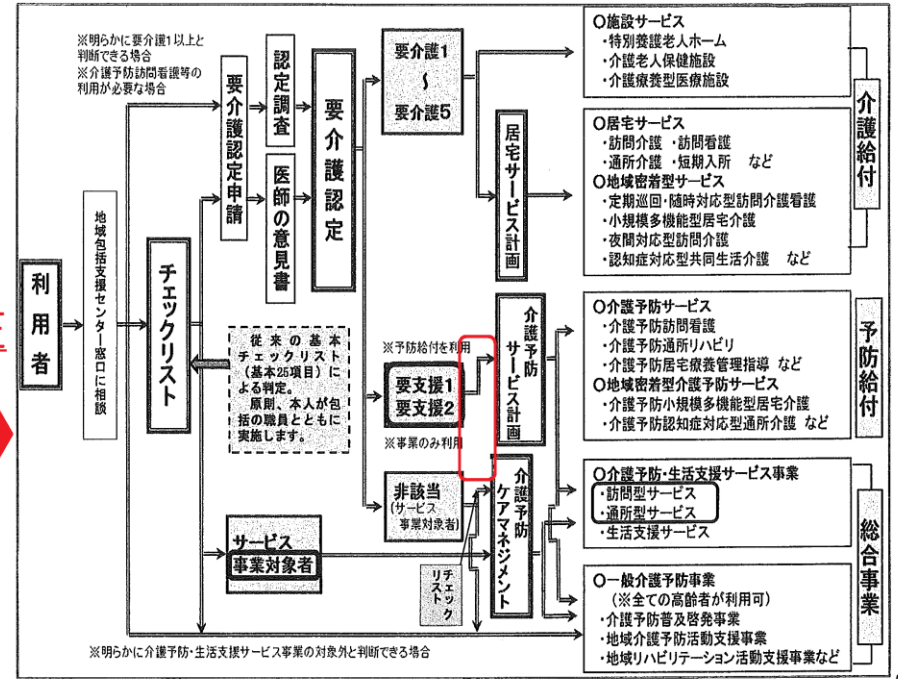 ※明らかに要介護1以上と
判断できる場合
※介護予防訪問看護等の
利用が必要な場合
利用者
地域包括支援センター窓口に相談
チェックリスト
要介護認定申請
認定調査
医師の意見書
要介護認定
従来の基本
チェックリスト
(基本25項目)に
よる判定。
原則、本人が包
括の職員とともに
実施します。
サービス
事業対象者
※明らかに介護予防・生活支援サービス事業の対象外と判断できる場合
要介護1
～
要介護5
※予防給付を利用
要支援1
要支援2
※事業のみ利用
非該当
(サービス
事業対象者)
チェック
リスト
居宅サービス計画
介護予防
サービス計画
介護予防
ケアマネジメント
○施設サービス
・特別養護老人ホーム
・介護老人保健施設
・介護療養型医療施設
○居宅サービス
・訪問介護 ・訪問看護
・通所介護 ・短期入所 など
○地域密着型サービス
・定期巡回・随時対応型訪問介護看護
・小規模多機能型居宅介護
・夜間対応型訪問介護
・認知症対応型共同生活介護 など
介護給付
○介護予防サービス
・介護予防訪問看護
・介護予防通所リハビリ
・介護予防居宅療養管理指導 など
○地域密着型介護予防サービス
・介護予防小規模多機能型居宅介護
・介護予防認知症対応型通所介護 など
予防給付
○介護予防・生活支援サービス事業
・訪問型サービス
・通所型サービス
・生活支援サービス
○一般介護予防事業
(※全ての高齢者が利用可)
・介護予防普及啓発事業
・地域介護予防活動支援事業
・地域リハビリテーション活動支援事業など
総合事業